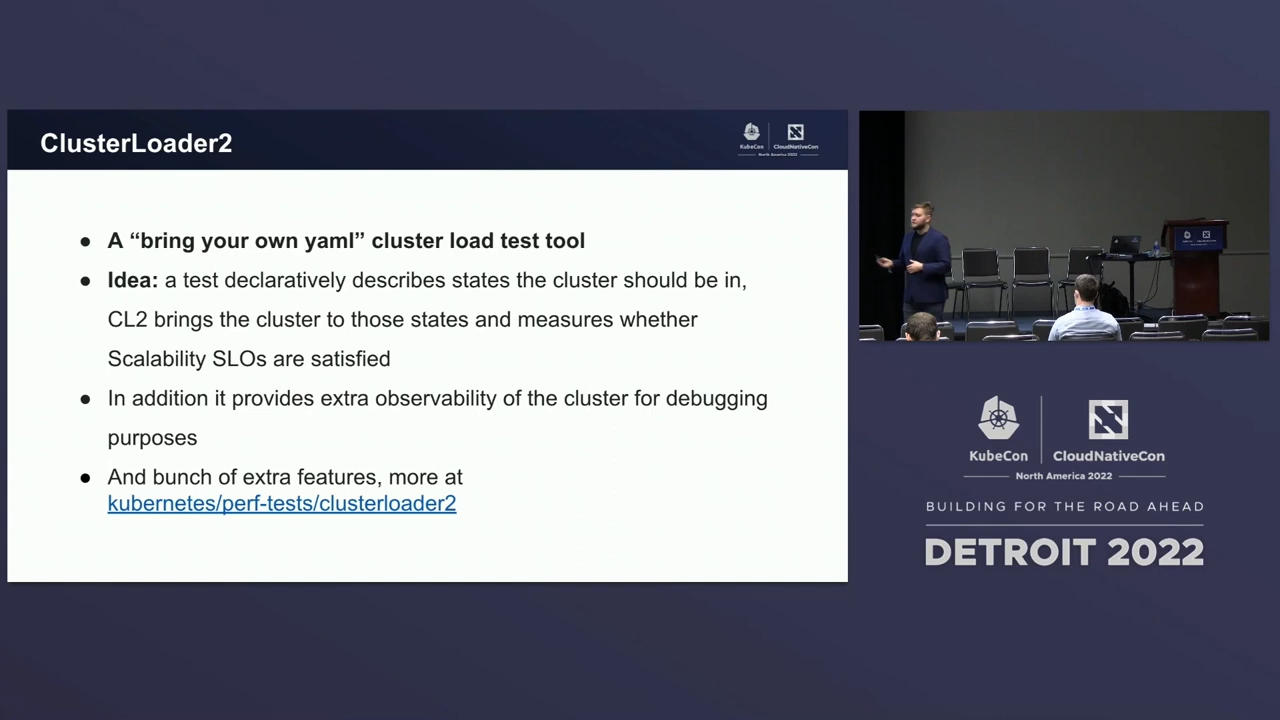 ClusterLoader2
KubeCon
CloudNativeCon
North America 2022
● A “bring your own yaml” cluster load test tool
● Idea: a test declaratively describes states the cluster should be in,
CL2 brings the cluster to those states and measures whether
Scalability SLOs are satisfied
● In addition it provides extra observability of the cluster for debugging
purposes
● And bunch of extra features, more at
kubernetes/perf-tests/clusterloader2
KubeCon
CloudNativeCon
North America 2022
BUILDING FOR THE ROAD AHEAD
DETROIT 2022